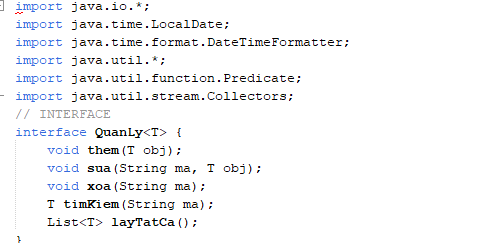 import java.io.*;
import java.time.LocalDate;
import java.time.format.DateTimeFormatter;
import java.util.*;
import java.util.function.Predicate;
import java.util.stream.Collectors;
// INTERFACE
interface QuanLy<T> {
    void them(T obj);
    void sua(String ma, T obj);
    void xoa(String ma);
    T timKiem(String ma);
    List<T> layTatCa();
}